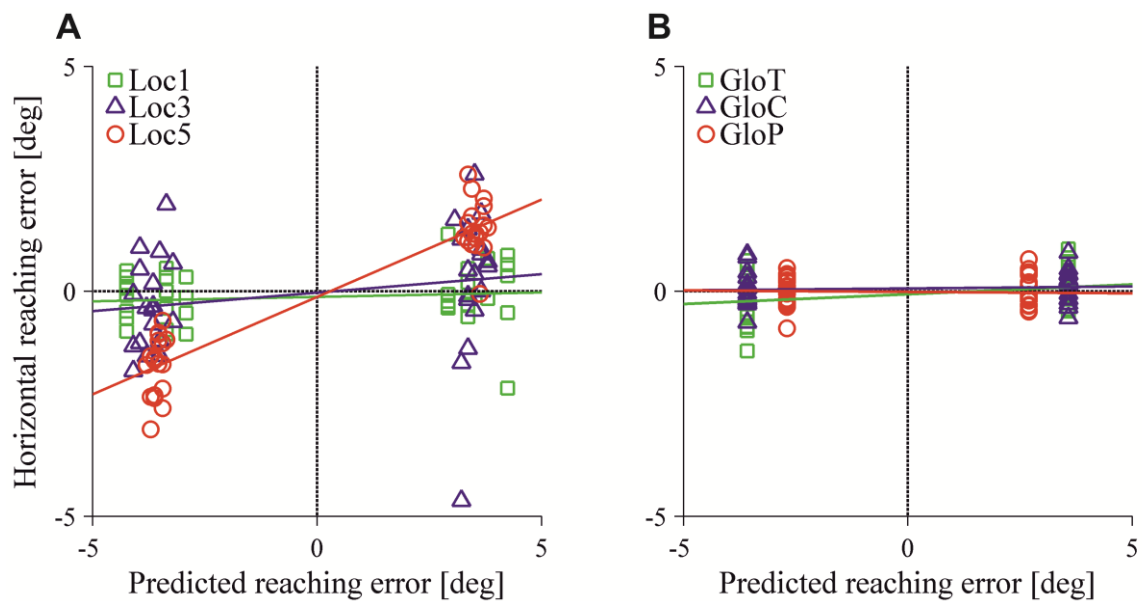 A
5
Loc1
Loc3
Loc5
0
-5
-5
0
5
Horizontal reaching error [deg]
Predicted reaching error [deg]
B
5
GloT
GloC
GloP
0
-5
-5
0
5
Predicted reaching error [deg]